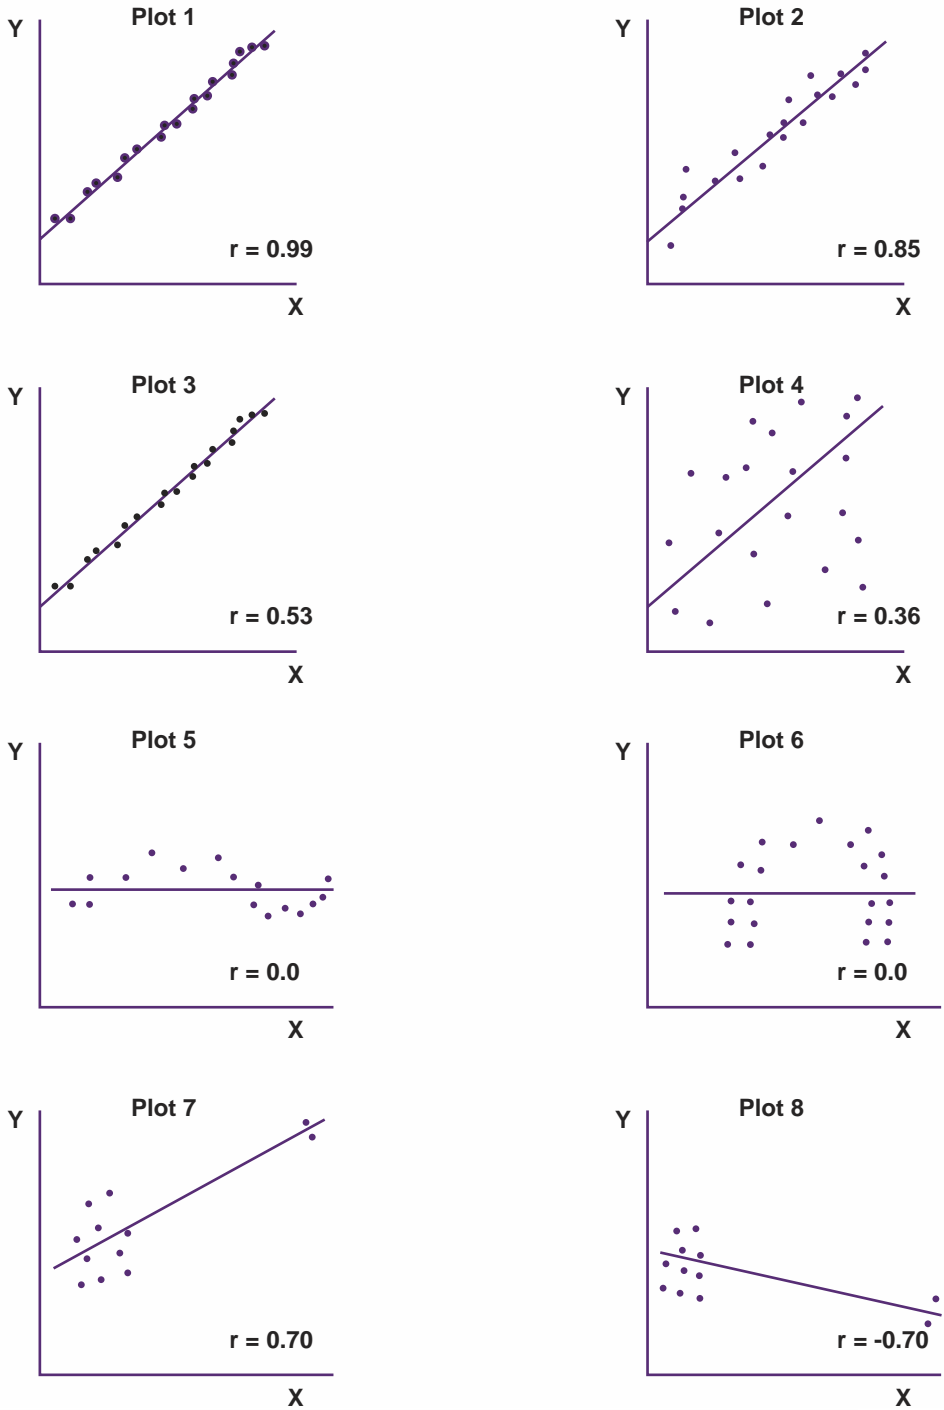 Plot 1
Y
r = 0.99
X
Plot 2
Y
r = 0.85
X
Plot 3
Y
r = 0.53
X
Plot 4
Y
r = 0.36
X
Plot 5
Y
r = 0.0
X
Plot 6
Y
r = 0.0
X
Plot 7
Y
r = 0.70
X
Plot 8
Y
r = -0.70
X